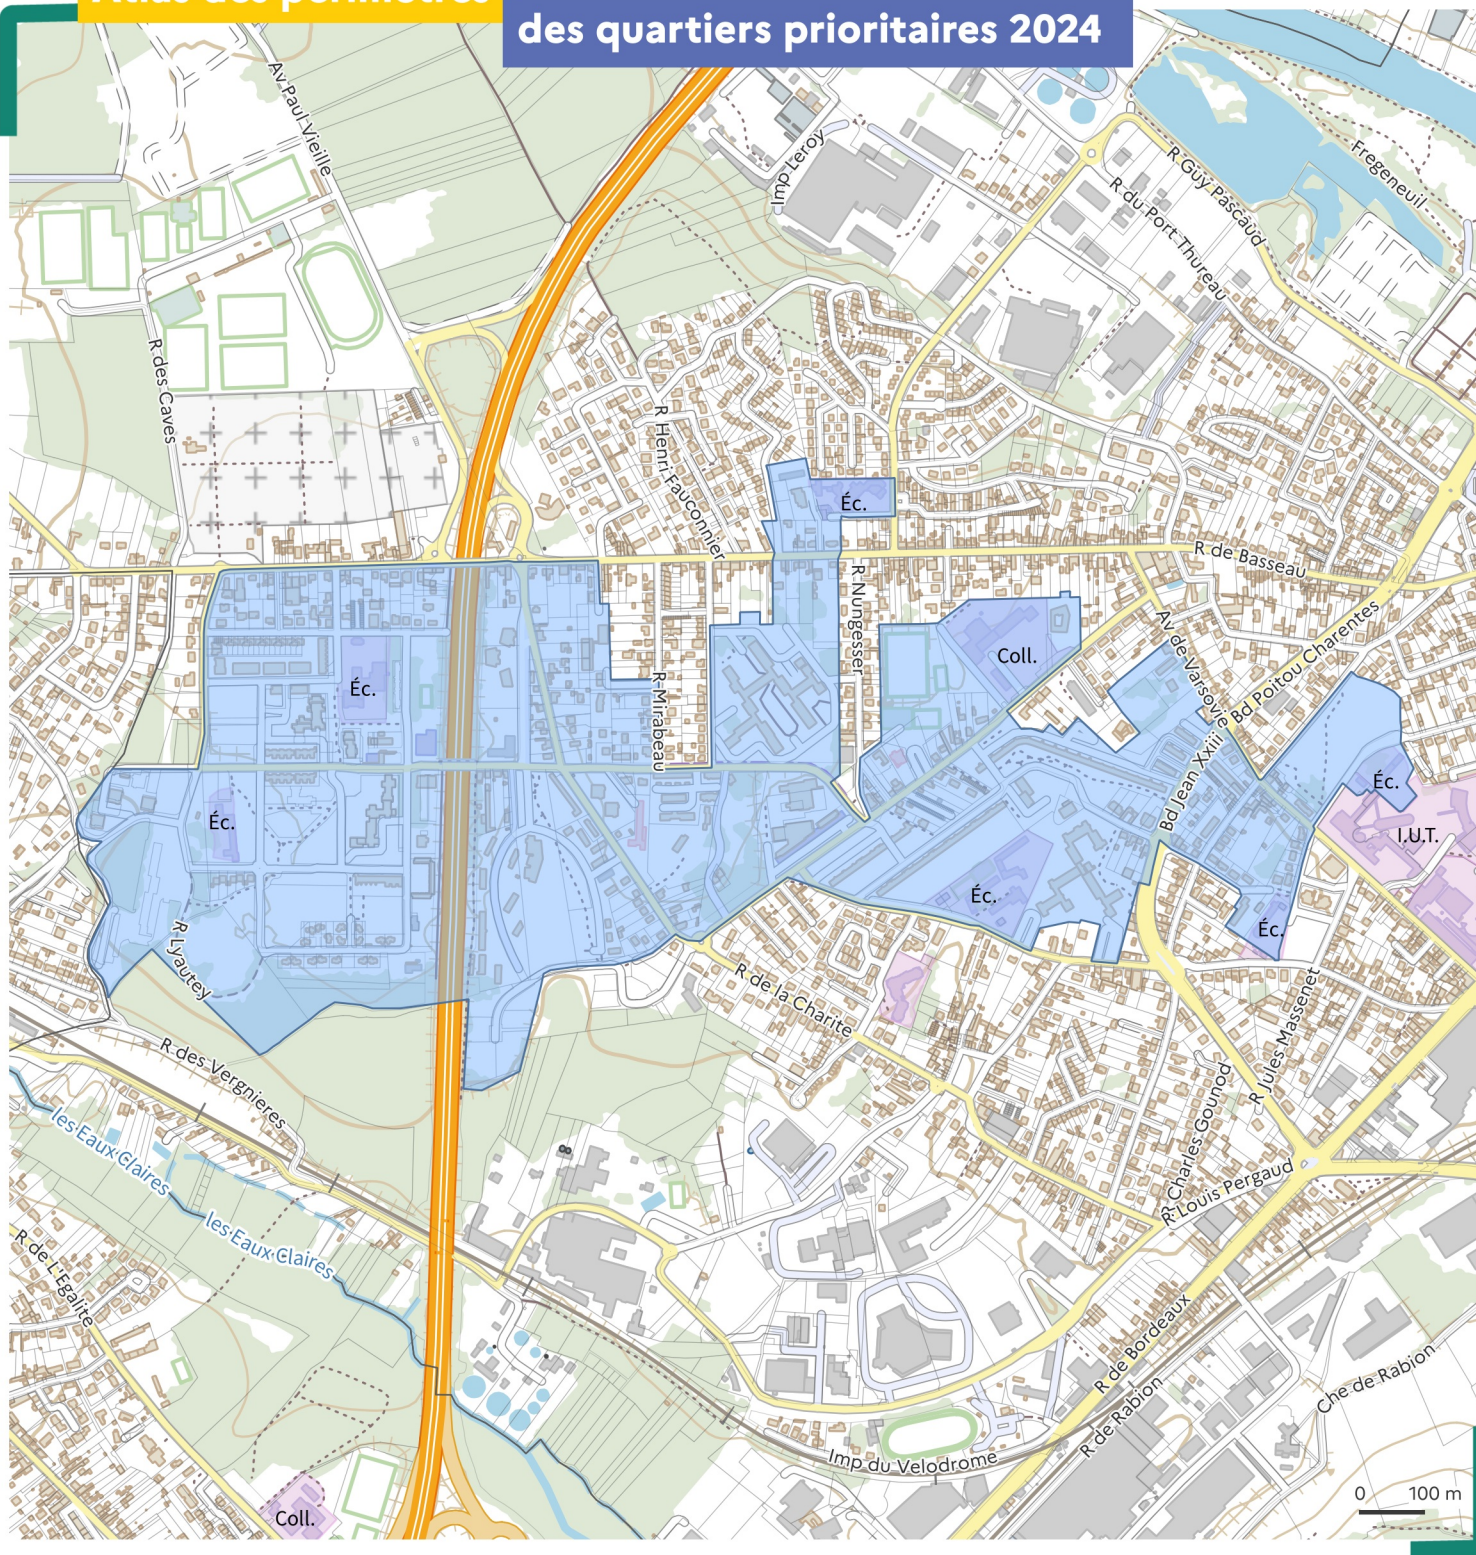 Atlas des périmètres
des quartiers prioritaires 2024
Av Paul Vieille
Imp Leroy
R Guy Pascaud
Fregeneuil
R du Port Thureau
R des Caves
R Henri Fauconnier
Éc.
R de Basseau
R Nungesser
Av de Varsovie
Bd Poitou Charentes
Coll.
Éc.
R Mirabeau
Bd Jean Xxiii
Éc.
Éc.
I.U.T.
Éc.
Éc.
R Lyautey
R de la Charite
R Jules Massenet
R des Vergnieres
les Eaux Claires
R Charles Gounod
R Louis Pergaud
les Eaux Claires
R de L'Egalite
R de Bordeaux
Che de Rabion
R de Rabion
Imp du Velodrome
Coll.
0 100 m